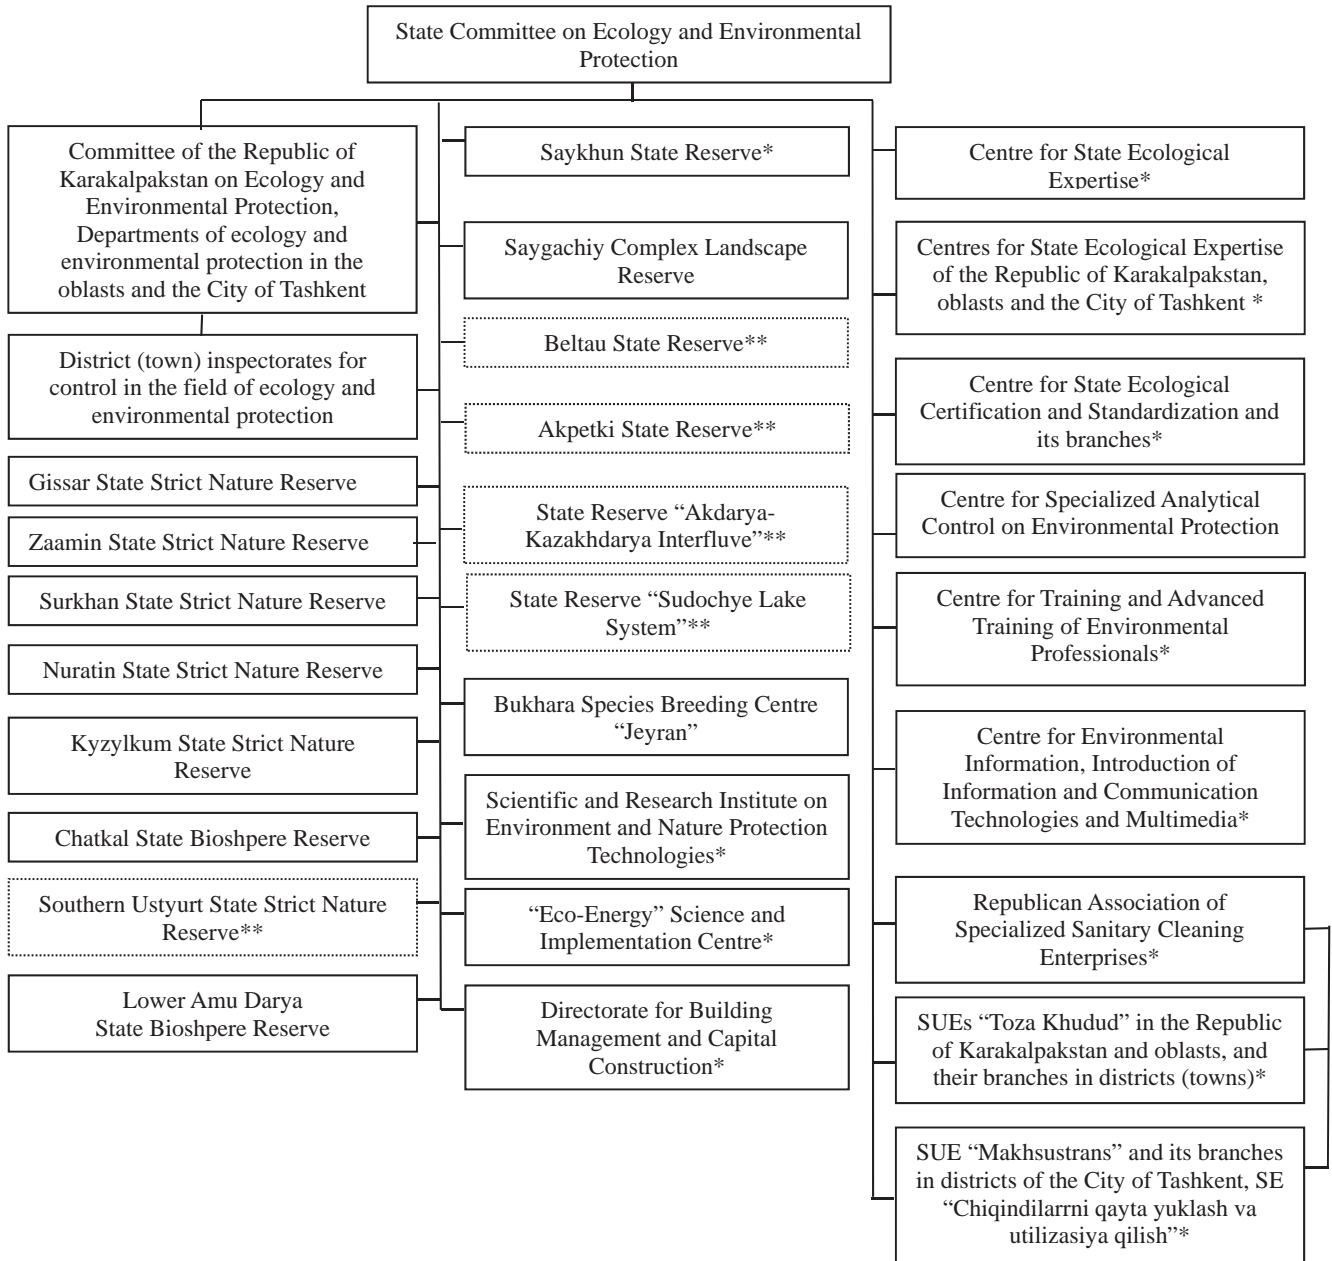 State Committee on Ecology and Environmental
Protection
Committee of the Republic of
Karakalpakstan on Ecology and
Environmental Protection,
Departments of ecology and
environmental protection in the
oblasts and the City of Tashkent
District (town) inspectorates for
control in the field of ecology and
environmental protection
Gissar State Strict Nature Reserve
Zaamin State Strict Nature Reserve
Surkhan State Strict Nature Reserve
Nuratin State Strict Nature Reserve
Kyzylkum State Strict Nature
Reserve
Chatkal State Bioshpere Reserve
Southern Ustyurt State Strict Nature
Reserve**
Lower Amu Darya
State Bioshpere Reserve
Saykhun State Reserve*
Saygachiy Complex Landscape
Reserve
Beltau State Reserve**
Akpetki State Reserve**
State Reserve “Akdarya-
Kazakhdarya Interfluve”**
State Reserve “Sudochye Lake
System”**
Bukhara Species Breeding Centre
“Jeyran”
Scientific and Research Institute on
Environment and Nature Protection
Technologies*
“Eco-Energy” Science and
Implementation Centre*
Directorate for Building
Management and Capital
Construction*
Centre for State Ecological
Expertise*
Centres for State Ecological Expertise
of the Republic of Karakalpakstan,
oblasts and the City of Tashkent *
Centre for State Ecological
Certification and Standardization and
its branches*
Centre for Specialized Analytical
Control on Environmental Protection
Centre for Training and Advanced
Training of Environmental
Professionals*
Centre for Environmental
Information, Introduction of
Information and Communication
Technologies and Multimedia*
Republican Association of
Specialized Sanitary Cleaning
Enterprises*
SUEs “Toza Khudud” in the Republic
of Karakalpakstan and oblasts, and
their branches in districts (towns)*
SUE “Makhsustrans” and its branches
in districts of the City of Tashkent, SE
“Chiqindilarrni qayta yuklash va
utilizasiya qilish”*